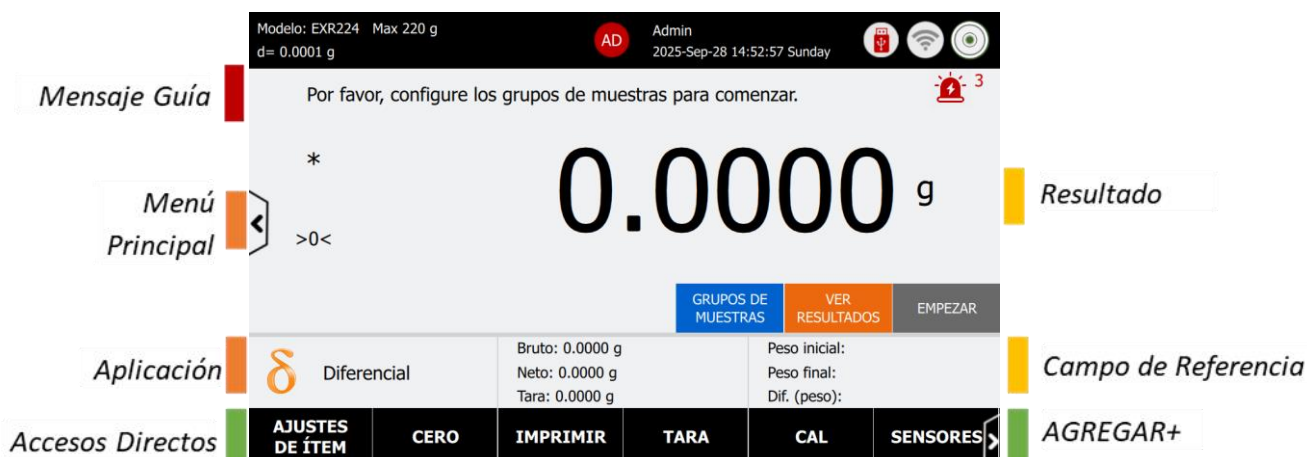 Modelo: EXR224 Max 220 g
d= 0.0001 g
AD
Admin
2025-Sep-28 14:52:57 Sunday
Mensaje Guía
Por favor, configure los grupos de muestras para comenzar.
3
*
0.0000 g
Resultado
Menú
Principal
>0<
GRUPOS DE
MUESTRAS
VER
RESULTADOS
EMPEZAR
Aplicación
δ
Diferencial
Bruto: 0.0000 g
Neto: 0.0000 g
Tara: 0.0000 g
Peso inicial:
Peso final:
Dif. (peso):
Campo de Referencia
Accesos Directos
AJUSTES
DE ÍTEM
CERO
IMPRIMIR
TARA
CAL
SENSORES
AGREGAR+